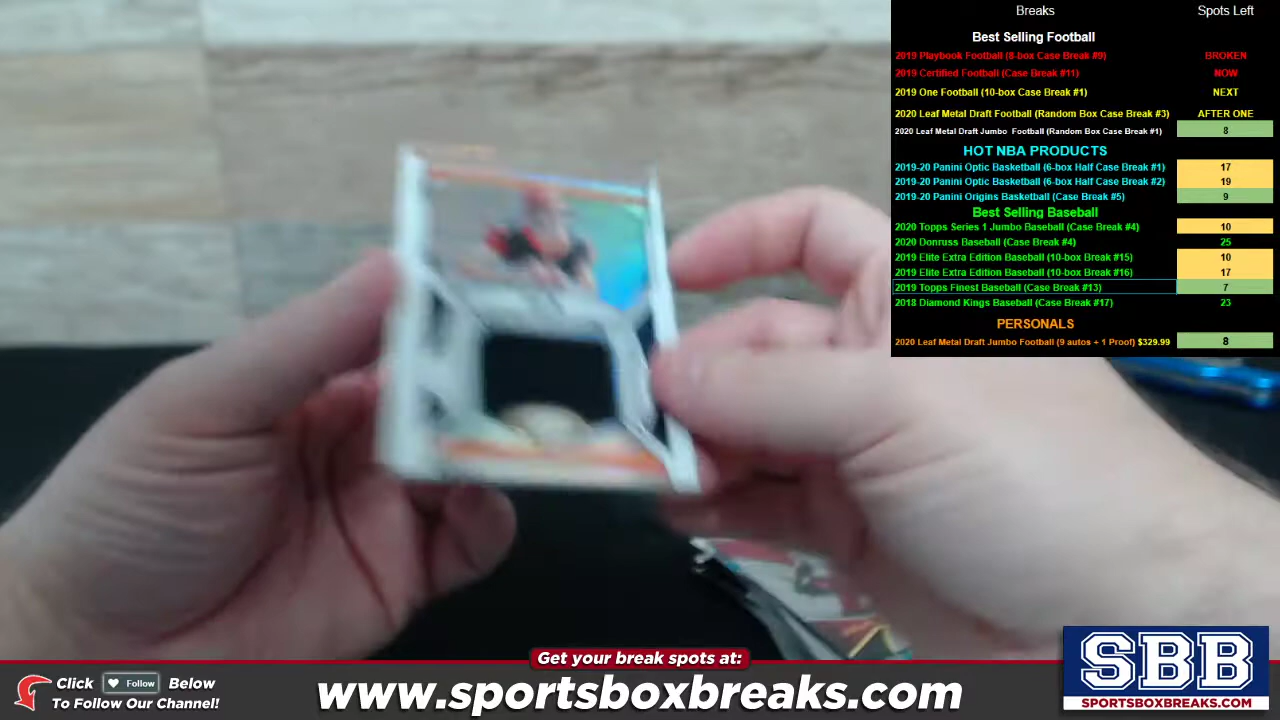 Breaks Spots Left
Best Selling Football
2019 Playbook Football (8-box Case Break #9) BROKEN
2019 Certified Football (Case Break #11) NOW
2019 One Football (10-box Case Break #1) NEXT
2020 Leaf Metal Draft Football (Random Box Case Break #3) AFTER ONE
2020 Leaf Metal Draft Jumbo Football (Random Box Case Break #1) 8
HOT NBA PRODUCTS
2019-20 Panini Optic Basketball (6-box Half Case Break #1) 17
2019-20 Panini Optic Basketball (6-box Half Case Break #2) 19
2019-20 Panini Origins Basketball (Case Break #5) 9
Best Selling Baseball
2020 Topps Series 1 Jumbo Baseball (Case Break #4) 10
2020 Donruss Baseball (Case Break #4) 25
2019 Elite Extra Edition Baseball (10-box Break #15) 10
2019 Elite Extra Edition Baseball (10-box Break #16) 17
2019 Topps Finest Baseball (Case Break #13) 7
2018 Diamond Kings Baseball (Case Break #17) 23
PERSONALS
2020 Leaf Metal Draft Jumbo Football (9 autos + 1 Proof) $329.99 8
Get your break spots at:
Click Follow Below
To Follow Our Channel!
www.sportsboxbreaks.com
SBB
SPORTSBOXBREAKS.COM